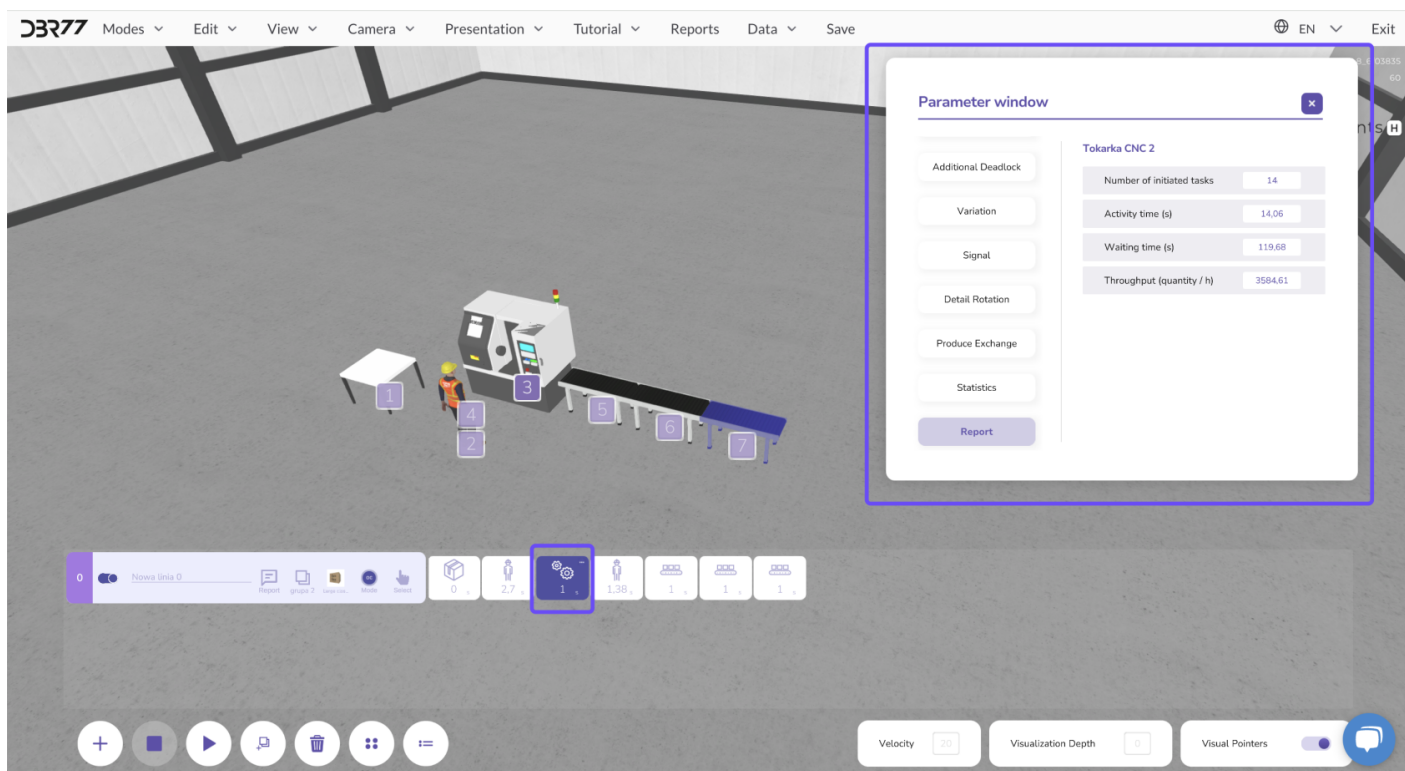 DBR77 Modes Edit View Camera Presentation Tutorial Reports Data Save EN Exit
60
Parameter window
nts H
Tokarka CNC 2
Additional Deadlock
Number of initiated tasks 14
Variation
Activity time (s) 14,06
Signal
Waiting time (s) 119,68
Detail Rotation
Throughput (quantity / h) 3584,61
Produce Exchange
Statistics
Report
1
2
3
4
5
6
7
0 Nowa linia 0
Report grupa 2 Mode Select
0 s 2,7 s 1 s 1,38 s 1 s 1 s 1 s
Velocity 20 Visualization Depth 0 Visual Pointers